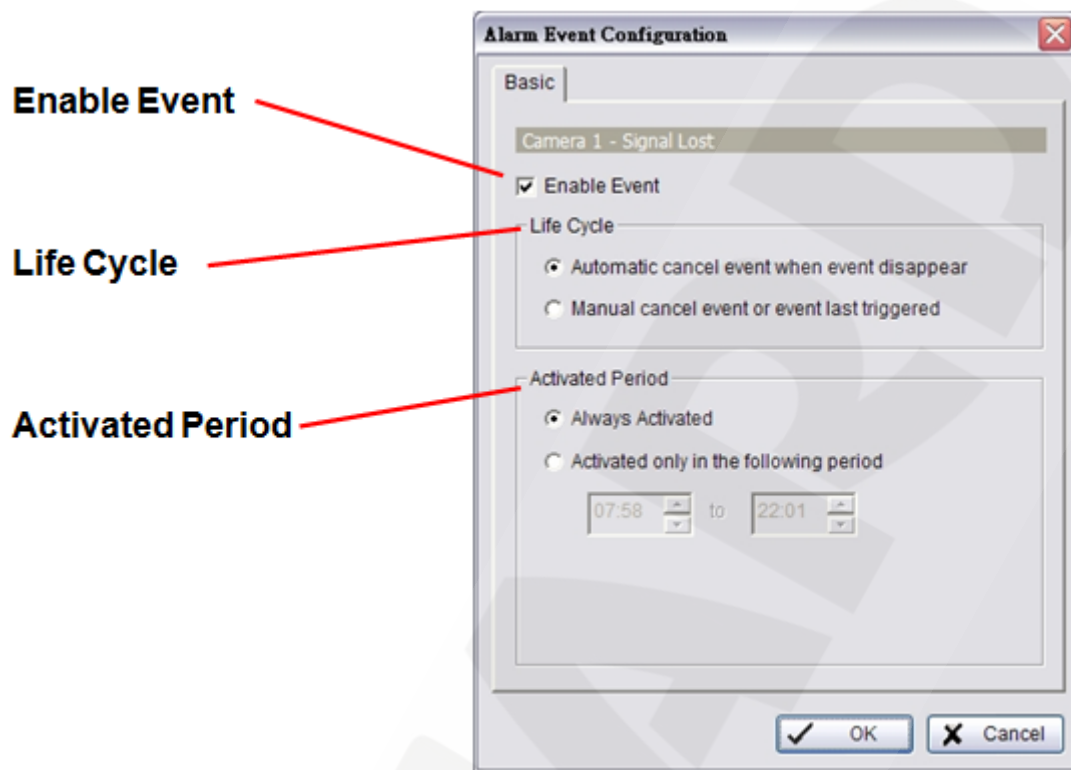 Alarm Event Configuration
Basic
Enable Event
Camera 1 - Signal Lost
Enable Event
Life Cycle
Life Cycle
Automatic cancel event when event disappear
Manual cancel event or event last triggered
Activated Period
Activated Period
Always Activated
Activated only in the following period
07:58 to 22:01
OK Cancel